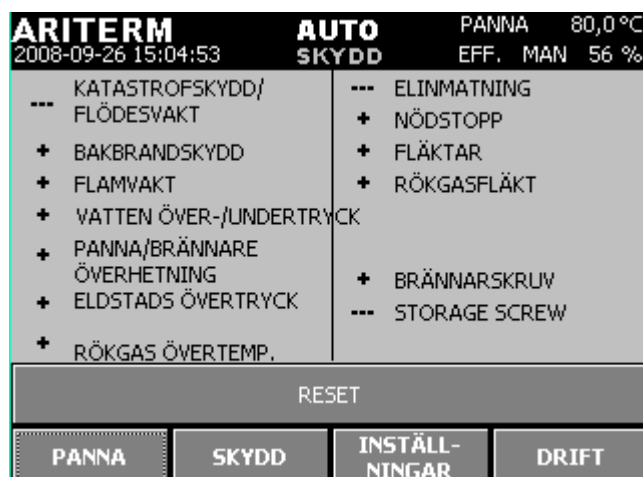 ARITERM AUTO PANNA 80,0 °C
2008-09-26 15:04:53 SKYDD EFF. MAN 56 %
--- KATASTROFSKYDD/
FLÖDESVAKT
+ BAKBRANDSKYDD
+ FLAMVAKT
+ VATTEN ÖVER-/UNDERTRYCK
+ PANNA/BRÄNNARE
ÖVERHETNING
+ ELDSTADS ÖVERTRYCK
+ RÖKGAS ÖVERTEMP.
--- ELINMATNING
+ NÖDSTOPP
+ FLÄKTAR
+ RÖKGASFLÄKT
+ BRÄNNARSKRUV
--- STORAGE SCREW
RESET
PANNA
SKYDD
INSTÄLL-
NINGAR
DRIFT